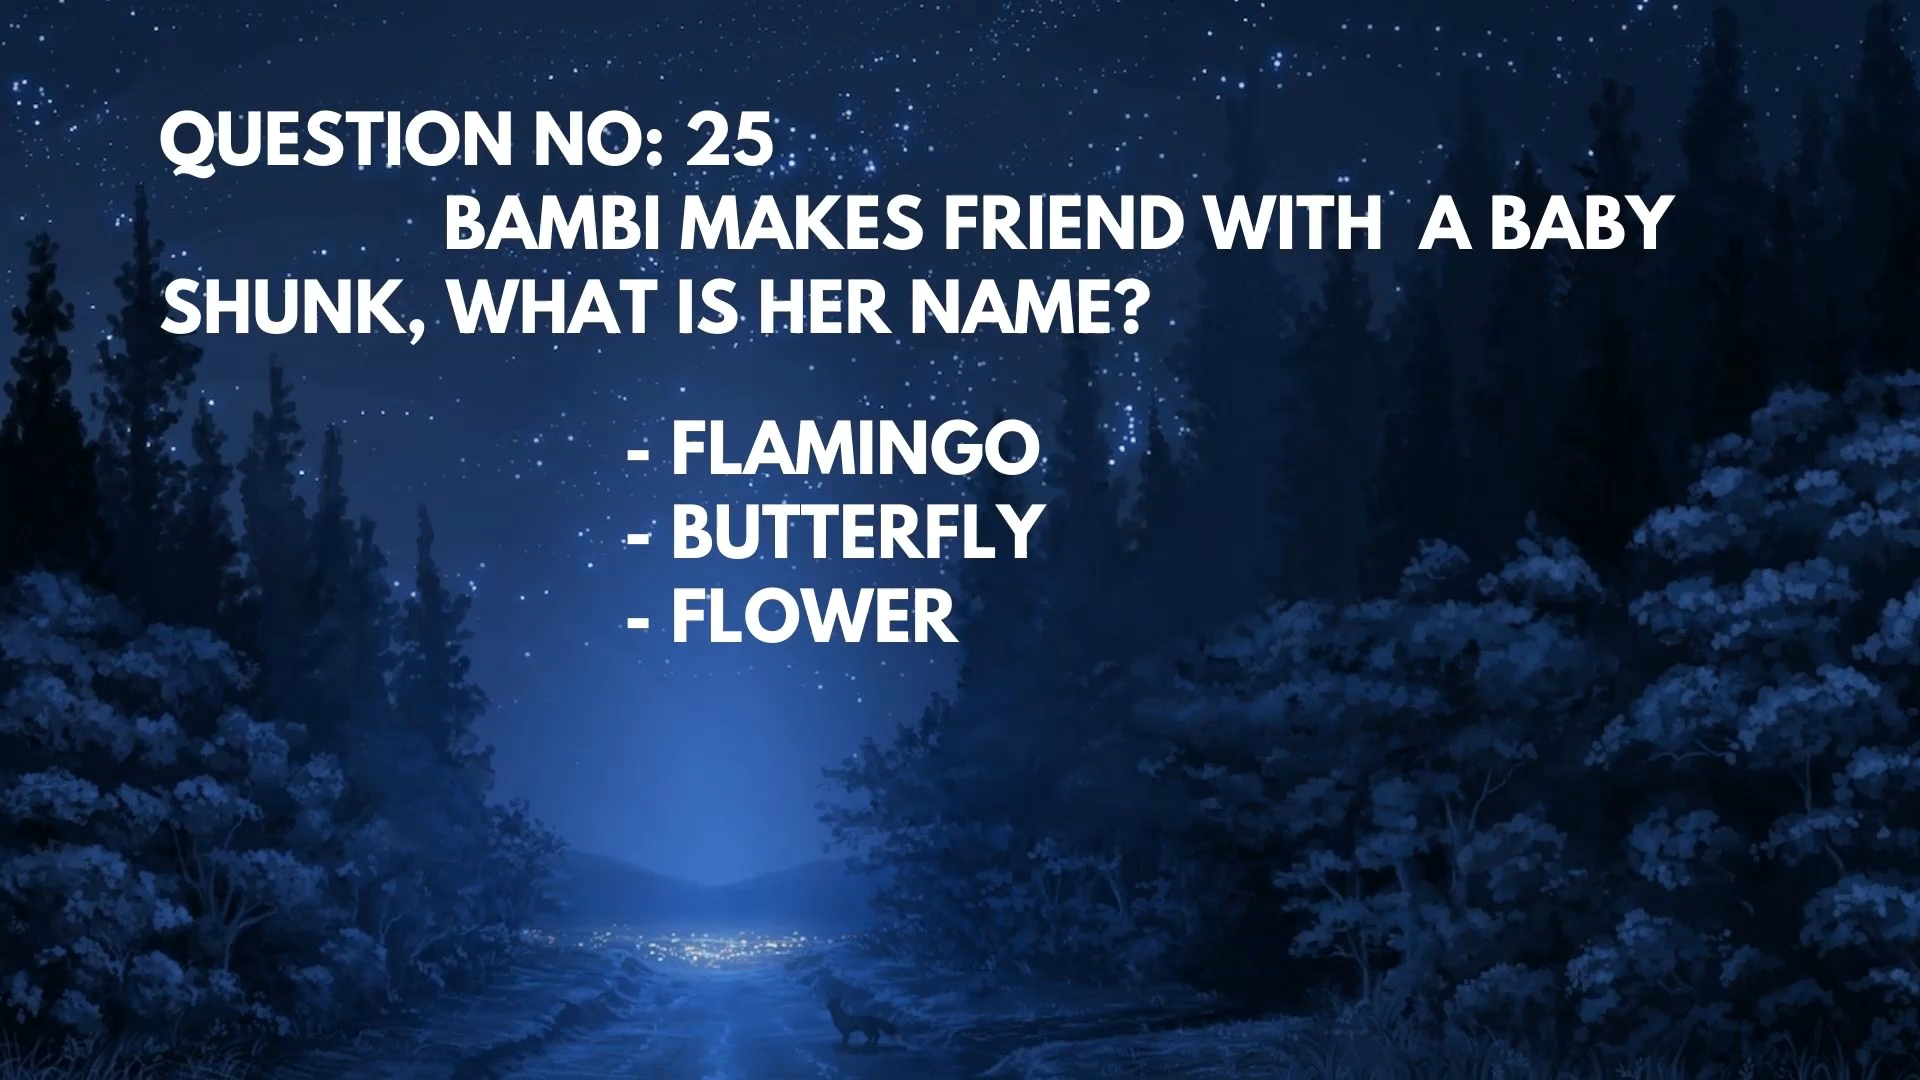 QUESTION NO: 25
BAMBI MAKES FRIEND WITH A BABY
SHUNK, WHAT IS HER NAME?
- FLAMINGO
- BUTTERFLY
- FLOWER